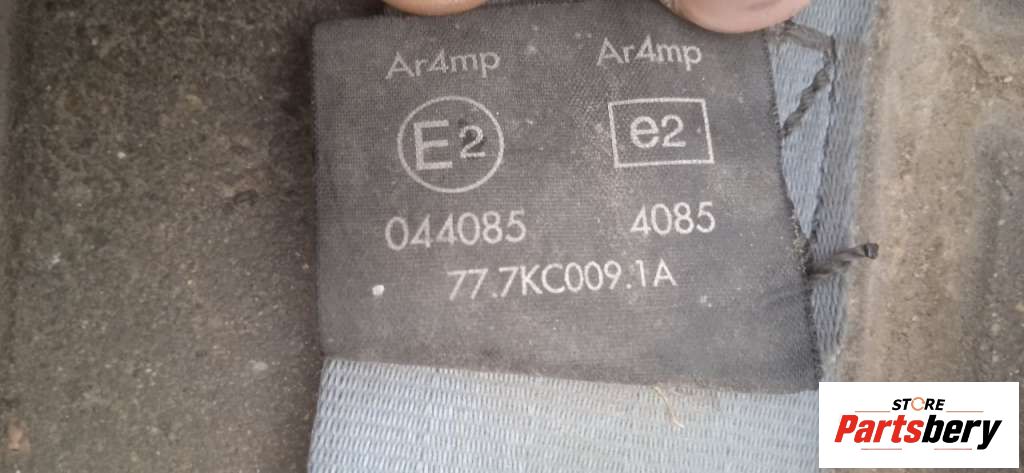 Ar4mp Ar4mp
E2 e2
044085 4085
77.7KC009.1A
STORE
Partsbery